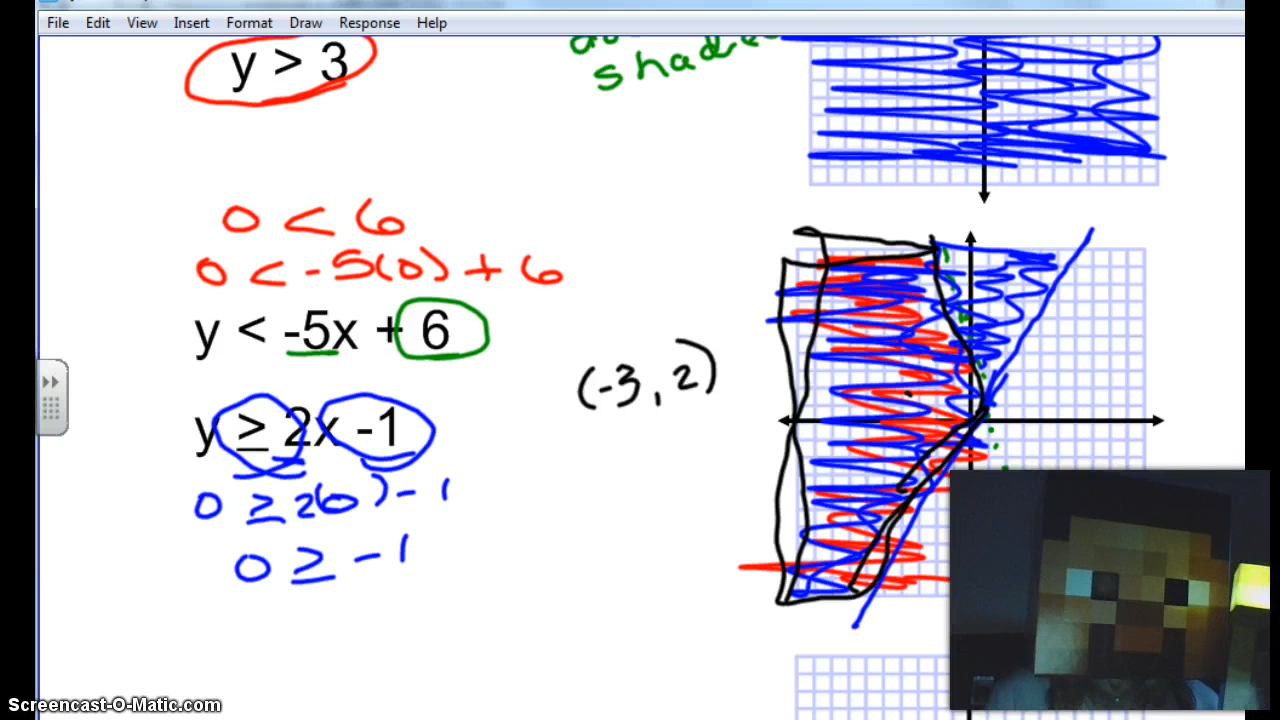 File Edit View Insert Format Draw Response Help
y > 3
shaded
0 < 6
0 < -5(0) + 6
y < -5x + 6
(-3, 2)
y ≥ 2x -1
0 ≥ 2(0) - 1
0 ≥ -1
Screencast-O-Matic.com